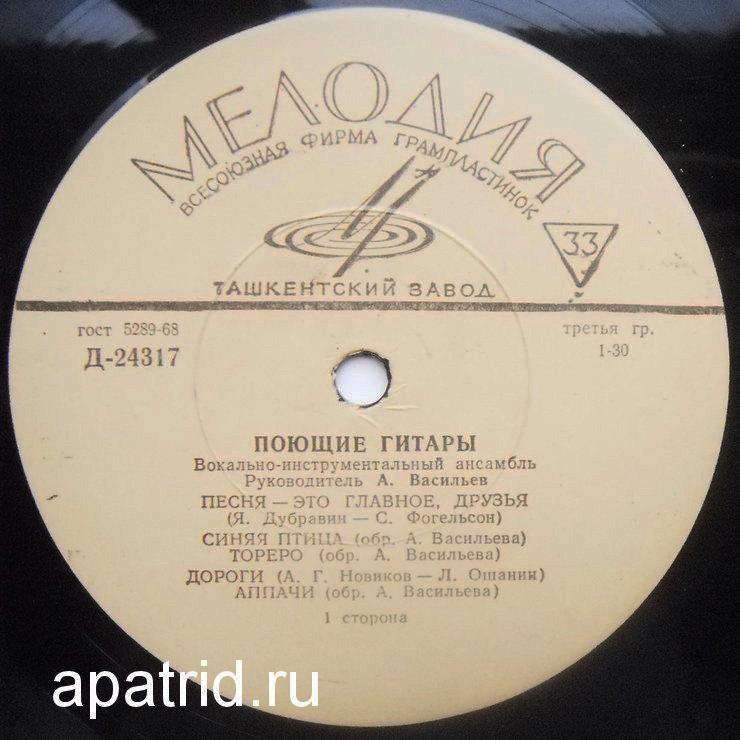 МЕЛОДИЯ
ВСЕСОЮЗНАЯ ФИРМА ГРАМПЛАСТИНОК
33
ТАШКЕНТСКИЙ ЗАВОД
гост 5289-68
третья гр.
Д-24317
1-30
ПОЮЩИЕ ГИТАРЫ
Вокально-инструментальный ансамбль
Руководитель А. Васильев
ПЕСНЯ — ЭТО ГЛАВНОЕ, ДРУЗЬЯ
(Я. Дубравин — С. Фогельсон)
СИНЯЯ ПТИЦА (обр. А. Васильева)
ТОРЕРО (обр. А. Васильева)
ДОРОГИ (А. Г. Новиков — Л. Ошанин)
АППАЧИ (обр. А. Васильева)
1 сторона
apatrid.ru